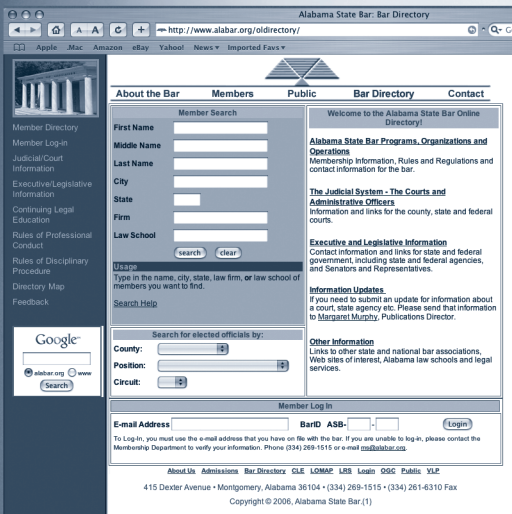 Alabama State Bar: Bar Directory
A A C + http://www.alabar.org/oldirectory/ Q-
Apple .Mac Amazon eBay Yahoo! News Imported Favs
About the Bar Members Public Bar Directory Contact
Member Directory
Member Log-in
Judicial/Court
Information
Executive/Legislative
Information
Continuing Legal
Education
Rules of Professional
Conduct
Rules of Disciplinary
Procedure
Directory Map
Feedback
Google
alabar.org www
Search
Member Search
First Name
Middle Name
Last Name
City
State
Firm
Law School
search clear
Usage
Type in the name, city, state, law firm, or law school of
members you want to find.
Search Help
Search for elected officials by:
County:
Position:
Circuit:
Welcome to the Alabama State Bar Online
Directory!
Alabama State Bar Programs, Organizations and
Operations
Membership Information, Rules and Regulations and
contact information for the bar.
The Judicial System - The Courts and
Administrative Officers
Information and links for the county, state and federal
courts.
Executive and Legislative Information
Contact information and links for state and federal
government, including state and federal agencies,
and Senators and Representatives.
Information Updates
If you need to submit an update for information about
a court, state agency etc. Please send that information
to Margaret Murphy, Publications Director.
Other Information
Links to other state and national bar associations,
Web sites of interest, Alabama law schools and legal
services.
Member Log In
E-mail Address BarID ASB- - Login
To Log-In, you must use the e-mail address that you have on file with the bar. If you are unable to log-in, please contact the
Membership Department to verify your information. Phone (334) 269-1515 or e-mail ms@alabar.org.
About Us Admissions Bar Directory CLE LOMAP LRS Login OGC Public VLP
415 Dexter Avenue • Montgomery, Alabama 36104 • (334) 269-1515 • (334) 261-6310 Fax
Copyright © 2006, Alabama State Bar.(1)